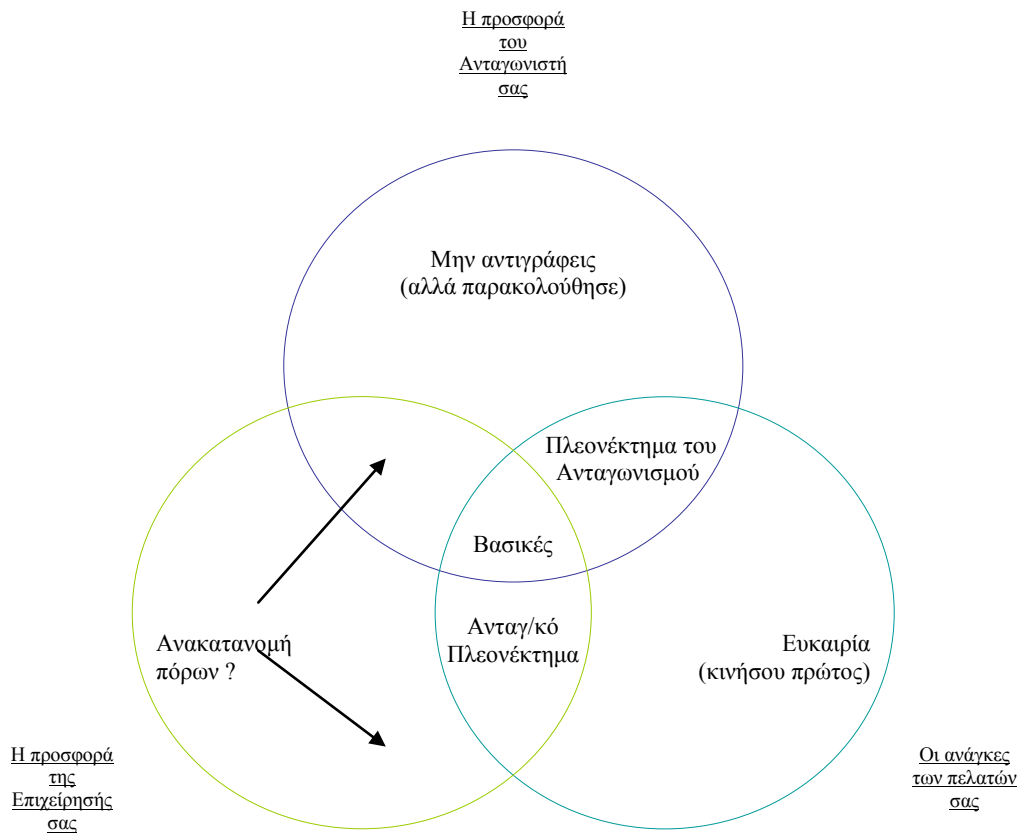 Η προσφορά
του
Ανταγωνιστή
σας
Μην αντιγράφεις
(αλλά παρακολούθησε)
Πλεονέκτημα του
Ανταγωνισμού
Βασικές
Ανταγ/κό
Πλεονέκτημα
Ανακατανομή
πόρων ?
Ευκαιρία
(κινήσου πρώτος)
Η προσφορά
της
Επιχείρησής
σας
Οι ανάγκες
των πελατών
σας